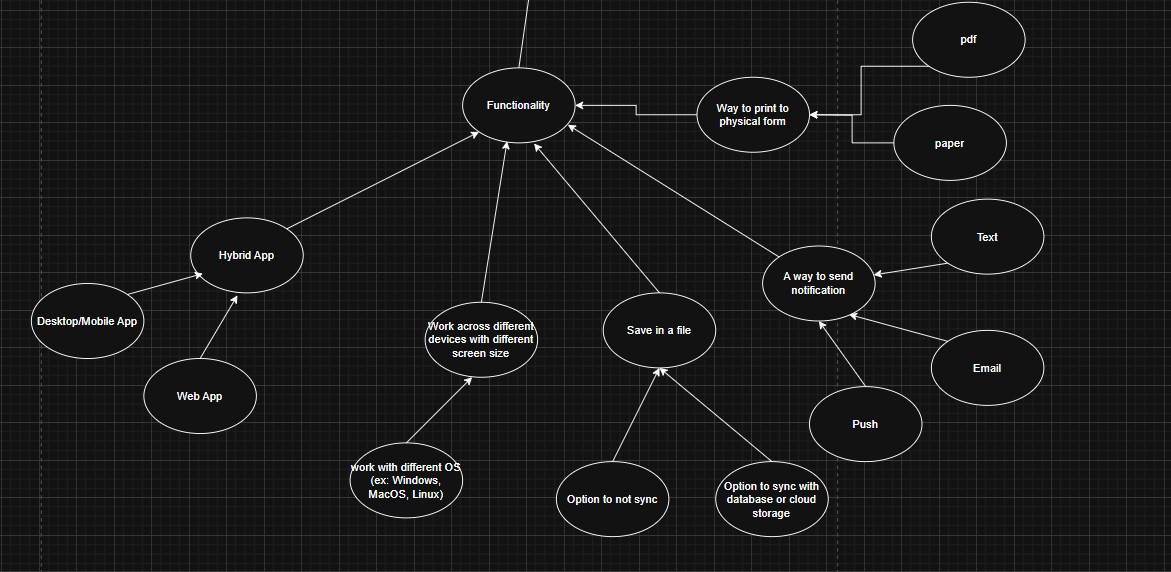 pdf
Functionality
Way to print to
physical form
paper
Text
Hybrid App
A way to send
notification
Desktop/Mobile App
Work across different
devices with different
screen size
Save in a file
Email
Web App
Push
work with different OS
(ex: Windows,
MacOS, Linux)
Option to not sync
Option to sync with
database or cloud
storage